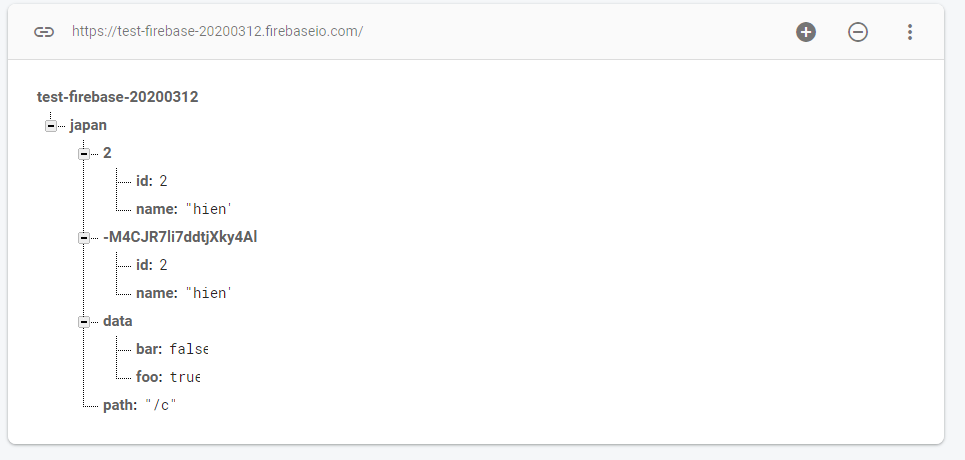 https://test-firebase-20200312.firebaseio.com/
test-firebase-20200312
japan
2
id: 2
name: "hien"
-M4CJR7li7ddtjXky4Al
id: 2
name: "hien"
data
bar: false
foo: true
path: "/c"